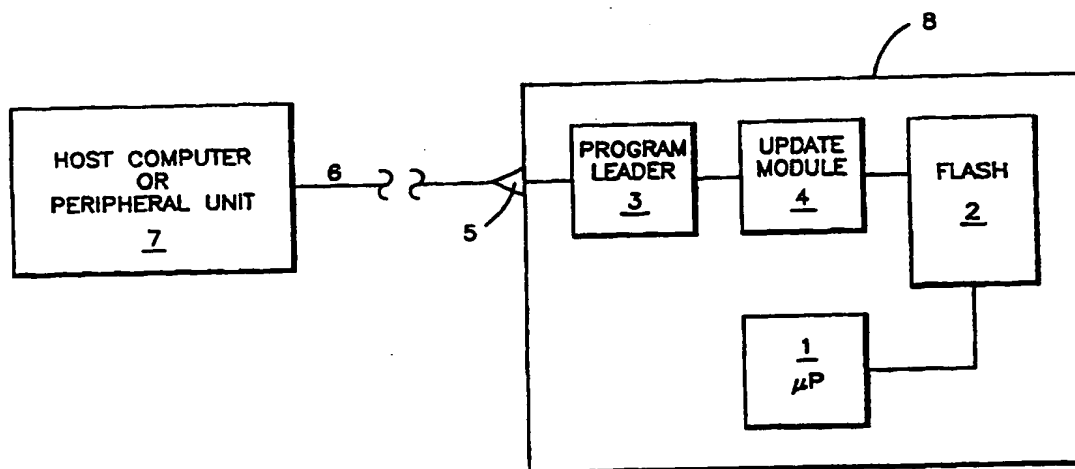 8
HOST COMPUTER
OR
PERIPHERAL UNIT
7
6
5
PROGRAM
LEADER
3
UPDATE
MODULE
4
FLASH
2
1
μP